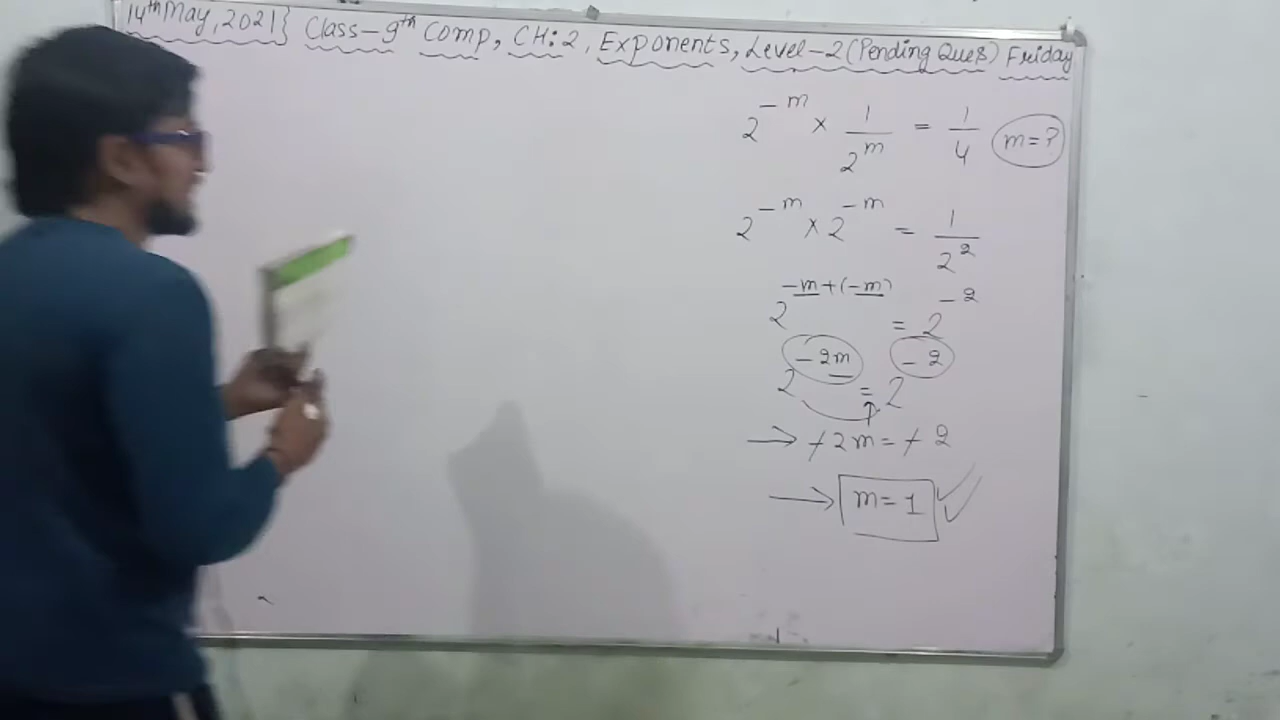 14th May, 2021} Class-9th Comp, CH:2, Exponents, Level-2 (Pending Ques) Friday
2^-m × 1/2^m = 1/4 m=?
2^-m × 2^-m = 1/2^2
2^-m+(-m) = 2^-2
2^-2m = 2^-2
→ +2m = +2
→ m = 1